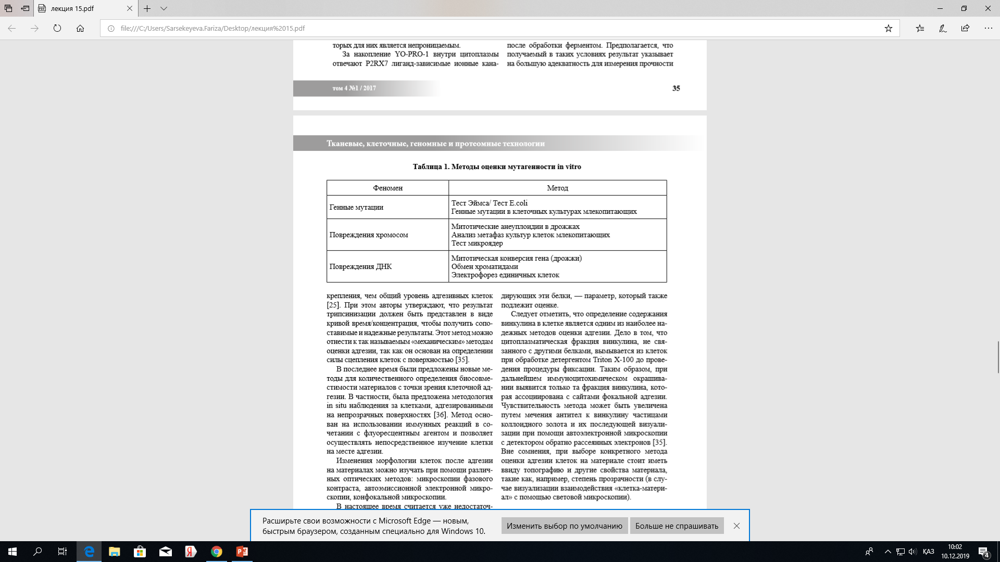 лекция 15.pdf
file:///C:/Users/Sarsekeyeva.Fariza/Desktop/лекция%2015.pdf
торых для них является непроницаемым.
За накопление YO-PRO-1 внутри цитоплазмы
отвечают P2RX7 лиганд-зависимые ионные кана-
после обработки ферментом. Предполагается, что
получаемый в таких условиях результат указывает
на большую адекватность для измерения прочности
том 4 №1 / 2017
35
Тканевые, клеточные, геномные и протеомные технологии
Таблица 1. Методы оценки мутагенности in vitro
Феномен
Метод
Генные мутации
Тест Эймса/ Тест E.coli
Генные мутации в клеточных культурах млекопитающих
Повреждения хромосом
Митотические анеуплоидии в дрожжах
Анализ метафаз культур клеток млекопитающих
Тест микроядер
Повреждения ДНК
Митотическая конверсия гена (дрожжи)
Обмен хроматидами
Электрофорез единичных клеток
крепления, чем общий уровень адгезивных клеток
[25]. При этом авторы утверждают, что результат
трипсинизации должен быть представлен в виде
кривой время/концентрация, чтобы получить сопо-
ставимые и надежные результаты. Этот метод можно
отнести к так называемым «механическим» методам
оценки адгезии, так как он основан на определении
силы сцепления клеток с поверхностью [35].
В последнее время были предложены новые ме-
тоды для количественного определения биосовме-
стимости материалов с точки зрения клеточной ад-
гезии. В частности, была предложена методология
in situ наблюдения за клетками, адгезированными
на непрозрачных поверхностях [36]. Метод осно-
ван на использовании иммунных реакций в со-
четании с флуоресцентным агентом и позволяет
осуществлять непосредственное изучение клетки
на месте адгезии.
Изменения морфологии клеток после адгезии
на материалах можно изучать при помощи различ-
ных оптических методов: микроскопии фазового
контраста, автоэмиссионной электронной микро-
скопии, конфокальной микроскопии.
В настоящее время считается уже недостаточ-
дирующих эти белки, — параметр, который также
подлежит оценке.
Следует отметить, что определение содержания
винкулина в клетке является одним из наиболее на-
дежных методов оценки адгезии. Дело в том, что
цитоплазматическая фракция винкулина, не свя-
занного с другими белками, вымывается из клеток
при обработке детергентом Triton X-100 до прове-
дения процедуры фиксации. Таким образом, при
дальнейшем иммуноцитохимическом окрашива-
нии выявится только та фракция винкулина, кото-
рая ассоциирована с сайтами фокальной адгезии.
Чувствительность метода может быть увеличена
путем мечения антител к винкулину частицами
коллоидного золота и их последующей визуали-
зации при помощи автоэлектронной микроскопии
с детектором обратно рассеянных электронов [35].
Вне сомнения, при выборе конкретного метода
оценки адгезии клеток на материале стоит иметь
ввиду топографию и другие свойства материала,
такие как, например, степень прозрачности (в слу-
чае визуализации взаимодействия «клетка-матери-
ал» с помощью световой микроскопии).
Расширьте свои возможности с Microsoft Edge — новым,
быстрым браузером, созданным специально для Windows 10.
Изменить выбор по умолчанию
Больше не спрашивать
ҚАЗ
10:02
10.12.2019
4